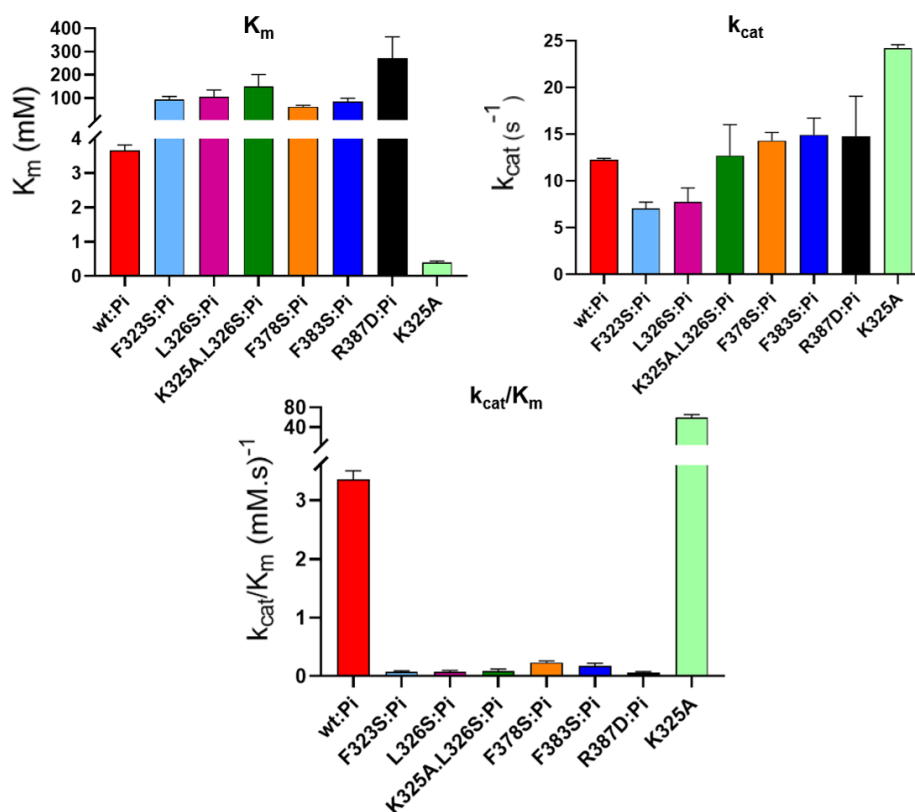 Km
400
300
200
100
4
3
2
1
0
Km (mM)
wt:Pi
F323S:Pi
L326S:Pi
K325A.L326S:Pi
F378S:Pi
F383S:Pi
R387D:Pi
K325A
kcat
25
20
15
10
5
0
kcat (s⁻¹)
wt:Pi
F323S:Pi
L326S:Pi
K325A.L326S:Pi
F378S:Pi
F383S:Pi
R387D:Pi
K325A
kcat/Km
80
40
3
2
1
0
kcat/Km (mM.s)⁻¹
wt:Pi
F323S:Pi
L326S:Pi
K325A.L326S:Pi
F378S:Pi
F383S:Pi
R387D:Pi
K325A